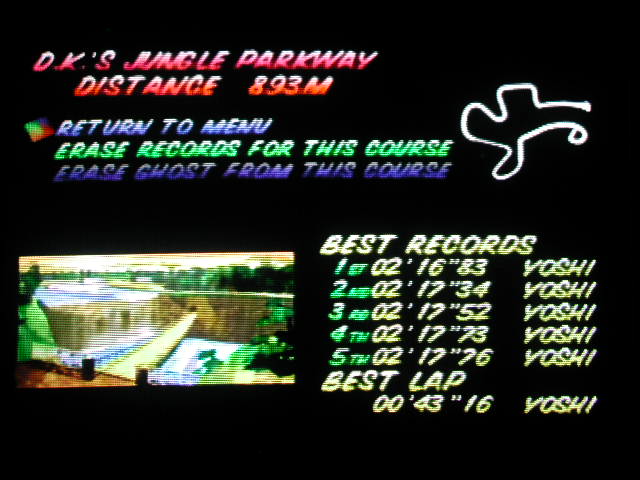 D.K.'S JUNGLE PARKWAY
DISTANCE 893M
RETURN TO MENU
ERASE RECORDS FOR THIS COURSE
ERASE GHOST FROM THIS COURSE
BEST RECORDS
1ST 02'16"83 YOSHI
2ND 02'17"34 YOSHI
3RD 02'17"52 YOSHI
4TH 02'17"73 YOSHI
5TH 02'17"76 YOSHI
BEST LAP
00'43"16 YOSHI